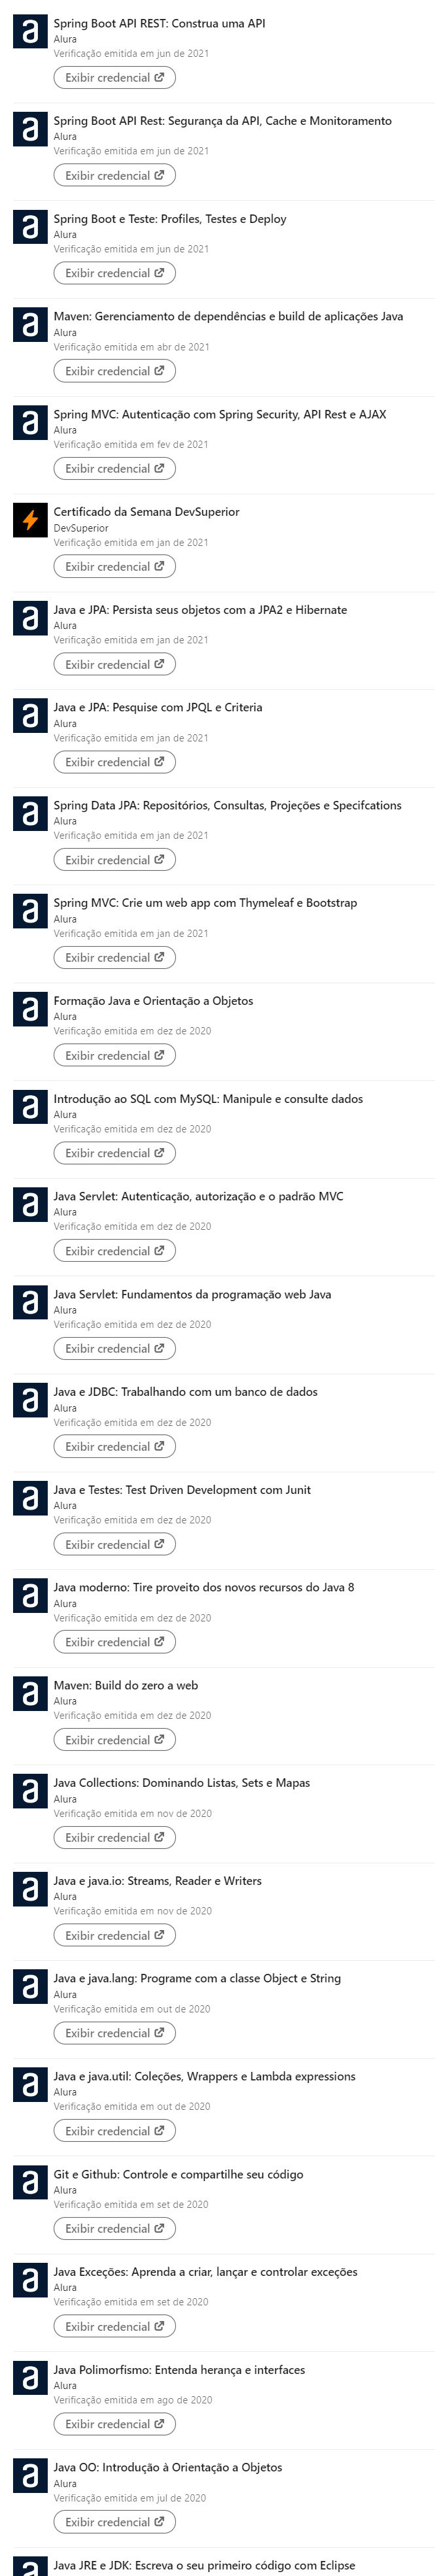 Spring Boot API REST: Construa uma API
Alura
Verificação emitida em jun de 2021
Exibir credencial
Spring Boot API Rest: Segurança da API, Cache e Monitoramento
Alura
Verificação emitida em jun de 2021
Exibir credencial
Spring Boot e Teste: Profiles, Testes e Deploy
Alura
Verificação emitida em jun de 2021
Exibir credencial
Maven: Gerenciamento de dependências e build de aplicações Java
Alura
Verificação emitida em abr de 2021
Exibir credencial
Spring MVC: Autenticação com Spring Security, API Rest e AJAX
Alura
Verificação emitida em fev de 2021
Exibir credencial
Certificado da Semana DevSuperior
DevSuperior
Verificação emitida em jan de 2021
Exibir credencial
Java e JPA: Persista seus objetos com a JPA2 e Hibernate
Alura
Verificação emitida em jan de 2021
Exibir credencial
Java e JPA: Pesquise com JPQL e Criteria
Alura
Verificação emitida em jan de 2021
Exibir credencial
Spring Data JPA: Repositórios, Consultas, Projeções e Specifcations
Alura
Verificação emitida em jan de 2021
Exibir credencial
Spring MVC: Crie um web app com Thymeleaf e Bootstrap
Alura
Verificação emitida em jan de 2021
Exibir credencial
Formação Java e Orientação a Objetos
Alura
Verificação emitida em dez de 2020
Exibir credencial
Introdução ao SQL com MySQL: Manipule e consulte dados
Alura
Verificação emitida em dez de 2020
Exibir credencial
Java Servlet: Autenticação, autorização e o padrão MVC
Alura
Verificação emitida em dez de 2020
Exibir credencial
Java Servlet: Fundamentos da programação web Java
Alura
Verificação emitida em dez de 2020
Exibir credencial
Java e JDBC: Trabalhando com um banco de dados
Alura
Verificação emitida em dez de 2020
Exibir credencial
Java e Testes: Test Driven Development com Junit
Alura
Verificação emitida em dez de 2020
Exibir credencial
Java moderno: Tire proveito dos novos recursos do Java 8
Alura
Verificação emitida em dez de 2020
Exibir credencial
Maven: Build do zero a web
Alura
Verificação emitida em dez de 2020
Exibir credencial
Java Collections: Dominando Listas, Sets e Mapas
Alura
Verificação emitida em nov de 2020
Exibir credencial
Java e java.io: Streams, Reader e Writers
Alura
Verificação emitida em nov de 2020
Exibir credencial
Java e java.lang: Programe com a classe Object e String
Alura
Verificação emitida em out de 2020
Exibir credencial
Java e java.util: Coleções, Wrappers e Lambda expressions
Alura
Verificação emitida em out de 2020
Exibir credencial
Git e Github: Controle e compartilhe seu código
Alura
Verificação emitida em set de 2020
Exibir credencial
Java Exceções: Aprenda a criar, lançar e controlar exceções
Alura
Verificação emitida em set de 2020
Exibir credencial
Java Polimorfismo: Entenda herança e interfaces
Alura
Verificação emitida em ago de 2020
Exibir credencial
Java OO: Introdução à Orientação a Objetos
Alura
Verificação emitida em jul de 2020
Exibir credencial
Java JRE e JDK: Escreva o seu primeiro código com Eclipse